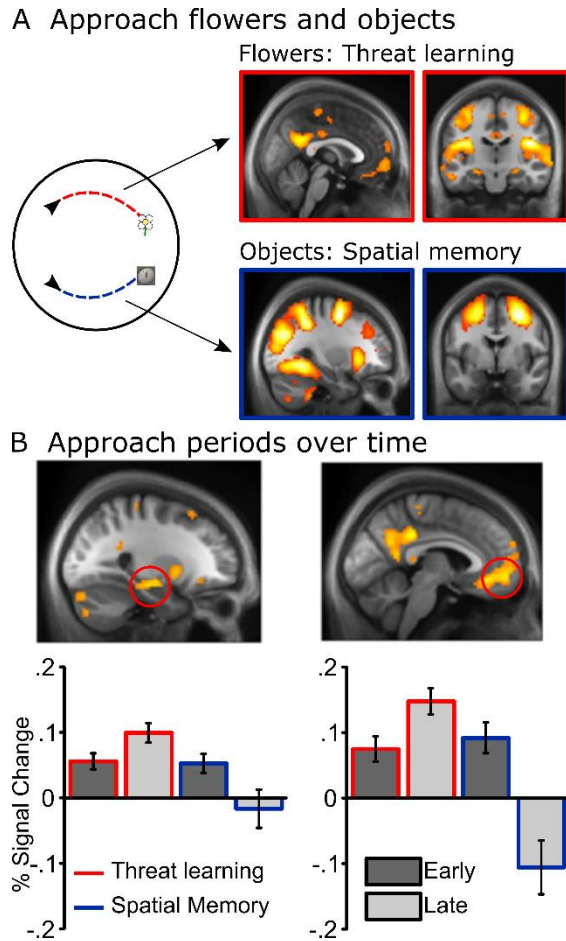 A Approach flowers and objects
Flowers: Threat learning
Objects: Spatial memory
B Approach periods over time
% Signal Change
.2
.1
0
-.1
-.2
Threat learning
Spatial Memory
.2
.1
0
-.1
-.2
Early
Late